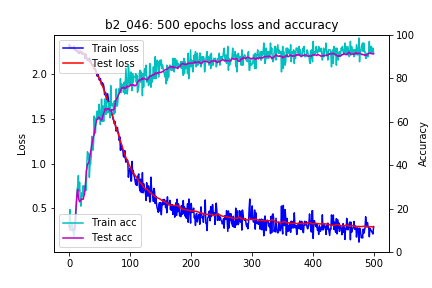 b2_046: 500 epochs loss and accuracy
Train loss
Test loss
Train acc
Test acc
Loss
2.0
1.5
1.0
0.5
Accuracy
100
80
60
40
20
0
0
100
200
300
400
500